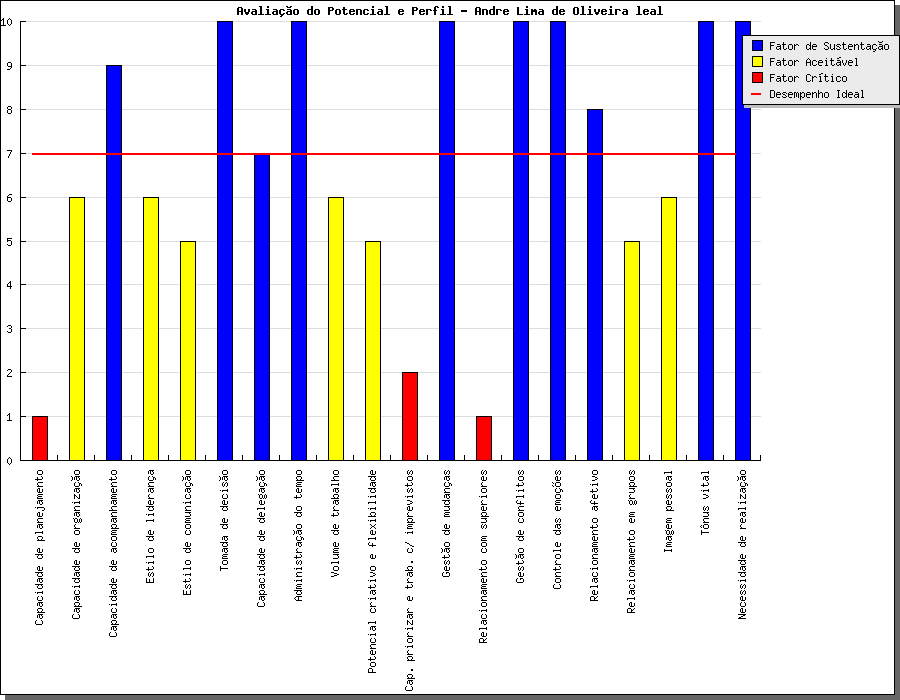 Avaliação do Potencial e Perfil - Andre Lima de Oliveira leal
10
9
8
7
6
5
4
3
2
1
0
Fator de Sustentação
Fator Aceitável
Fator Crítico
Desempenho Ideal
Capacidade de planejamento
Capacidade de organização
Capacidade de acompanhamento
Estilo de liderança
Estilo de comunicação
Tomada de decisão
Capacidade de delegação
Administração do tempo
Volume de trabalho
Potencial criativo e flexibilidade
Cap. priorizar e trab. c/ imprevistos
Gestão de mudanças
Relacionamento com superiores
Gestão de conflitos
Controle das emoções
Relacionamento afetivo
Relacionamento em grupos
Imagem pessoal
Tônus vital
Necessidade de realização